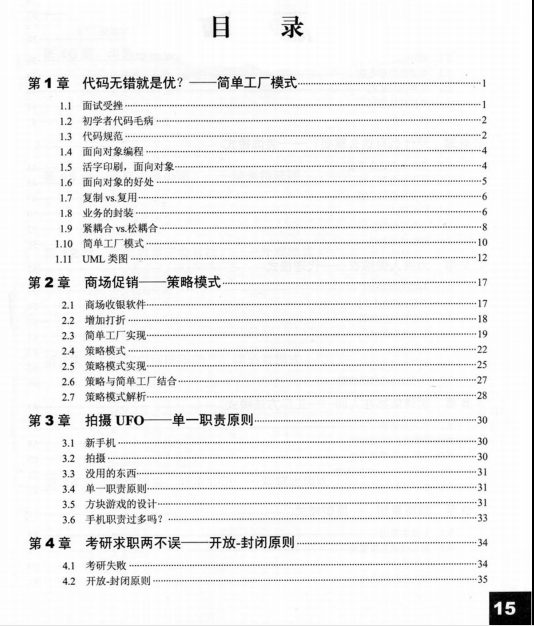 目 录
第1章 代码无错就是优？——简单工厂模式 1
1.1 面试受挫 1
1.2 初学者代码毛病 2
1.3 代码规范 2
1.4 面向对象编程 4
1.5 活字印刷，面向对象 4
1.6 面向对象的好处 5
1.7 复制 vs.复用 6
1.8 业务的封装 6
1.9 紧耦合 vs.松耦合 8
1.10 简单工厂模式 10
1.11 UML 类图 12
第2章 商场促销——策略模式 17
2.1 商场收银软件 17
2.2 增加打折 18
2.3 简单工厂实现 19
2.4 策略模式 22
2.5 策略模式实现 25
2.6 策略与简单工厂结合 27
2.7 策略模式解析 28
第3章 拍摄 UFO——单一职责原则 30
3.1 新手机 30
3.2 拍摄 30
3.3 没用的东西 31
3.4 单一职责原则 31
3.5 方块游戏的设计 31
3.6 手机职责过多吗？ 33
第4章 考研求职两不误——开放-封闭原则 34
4.1 考研失败 34
4.2 开放-封闭原则 35
15